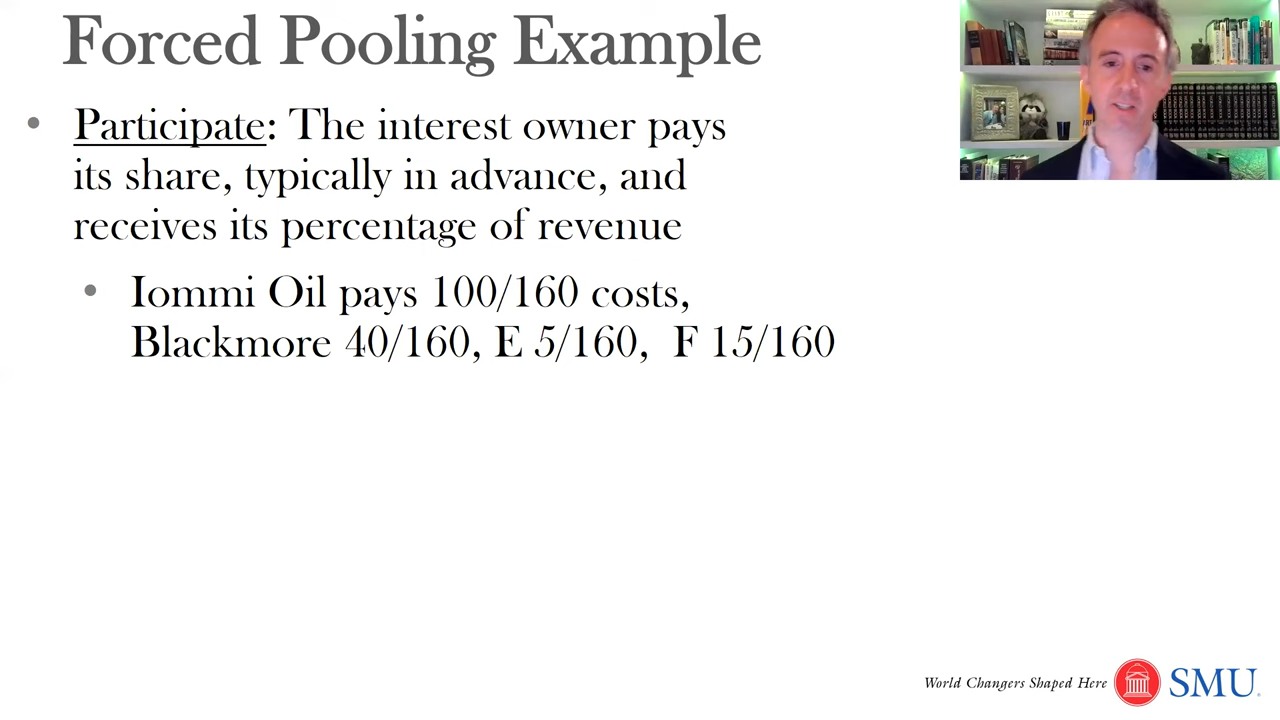 Forced Pooling Example
• Participate: The interest owner pays
its share, typically in advance, and
receives its percentage of revenue
• Iommi Oil pays 100/160 costs,
Blackmore 40/160, E 5/160, F 15/160
World Changers Shaped Here
SMU